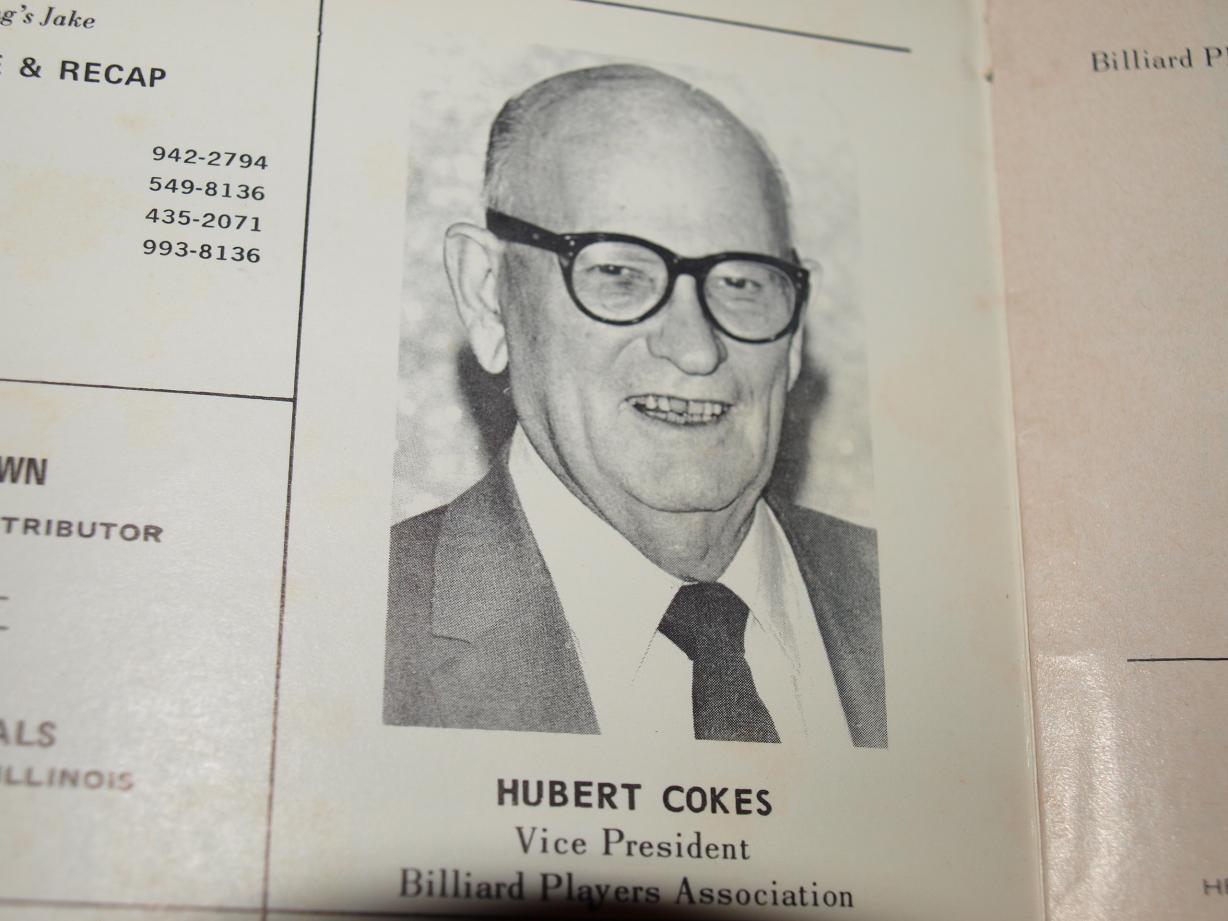 g's Jake
& RECAP
942-2794
549-8136
435-2071
993-8136
WN
TRIBUTOR
ALS
ILLINOIS
HUBERT COKES
Vice President
Billiard Players Association
Billiard Pl